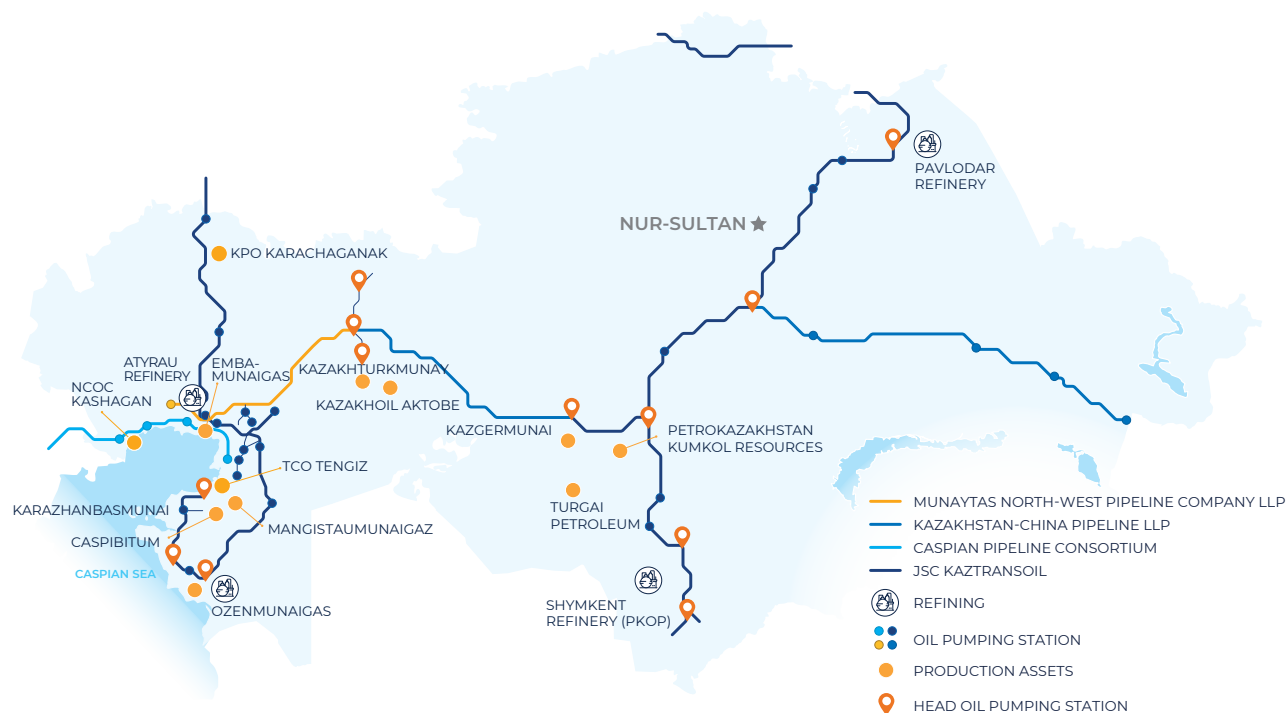 PAVLODAR
REFINERY
NUR-SULTAN
KPO KARACHAGANAK
ATYRAU
REFINERY
EMBA-
MUNAIGAS
KAZAKHTURKMUNAY
NCOC
KASHAGAN
KAZAKHOIL AKTOBE
KAZGERMUNAI
PETROKAZAKHSTAN
KUMKOL RESOURCES
TCO TENGIZ
KARAZHANBASMUNAI
TURGAI
PETROLEUM
MANGISTAUMUNAIGAZ
CASPIBITUM
CASPIAN SEA
OZENMUNAIGAS
SHYMKENT
REFINERY (PKOP)
MUNAYTAS NORTH-WEST PIPELINE COMPANY LLP
KAZAKHSTAN-CHINA PIPELINE LLP
CASPIAN PIPELINE CONSORTIUM
JSC KAZTRANSOIL
REFINING
OIL PUMPING STATION
PRODUCTION ASSETS
HEAD OIL PUMPING STATION